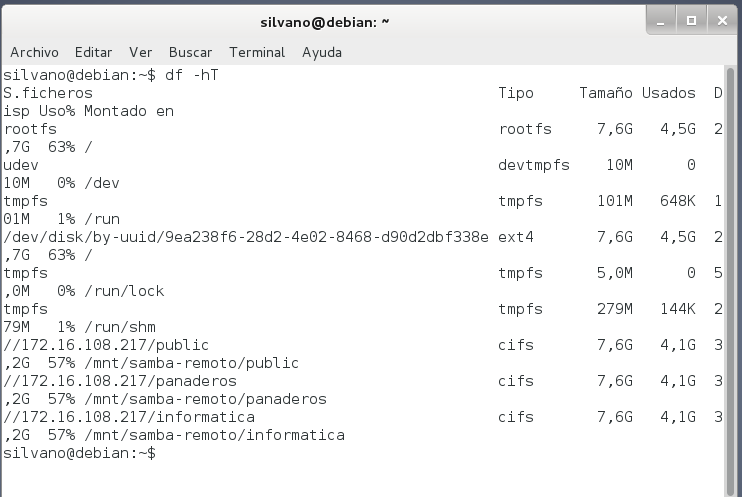 silvano@debian: ~
Archivo Editar Ver Buscar Terminal Ayuda
silvano@debian:~$ df -hT
S.ficheros Tipo Tamaño Usados D
isp Uso% Montado en
rootfs rootfs 7,6G 4,5G 2
,7G 63% /
udev devtmpfs 10M 0
10M 0% /dev
tmpfs tmpfs 101M 648K 1
01M 1% /run
/dev/disk/by-uuid/9ea238f6-28d2-4e02-8468-d90d2dbf338e ext4 7,6G 4,5G 2
,7G 63% /
tmpfs tmpfs 5,0M 0 5
,0M 0% /run/lock
tmpfs tmpfs 279M 144K 2
79M 1% /run/shm
//172.16.108.217/public cifs 7,6G 4,1G 3
,2G 57% /mnt/samba-remoto/public
//172.16.108.217/panaderos cifs 7,6G 4,1G 3
,2G 57% /mnt/samba-remoto/panaderos
//172.16.108.217/informatica cifs 7,6G 4,1G 3
,2G 57% /mnt/samba-remoto/informatica
silvano@debian:~$